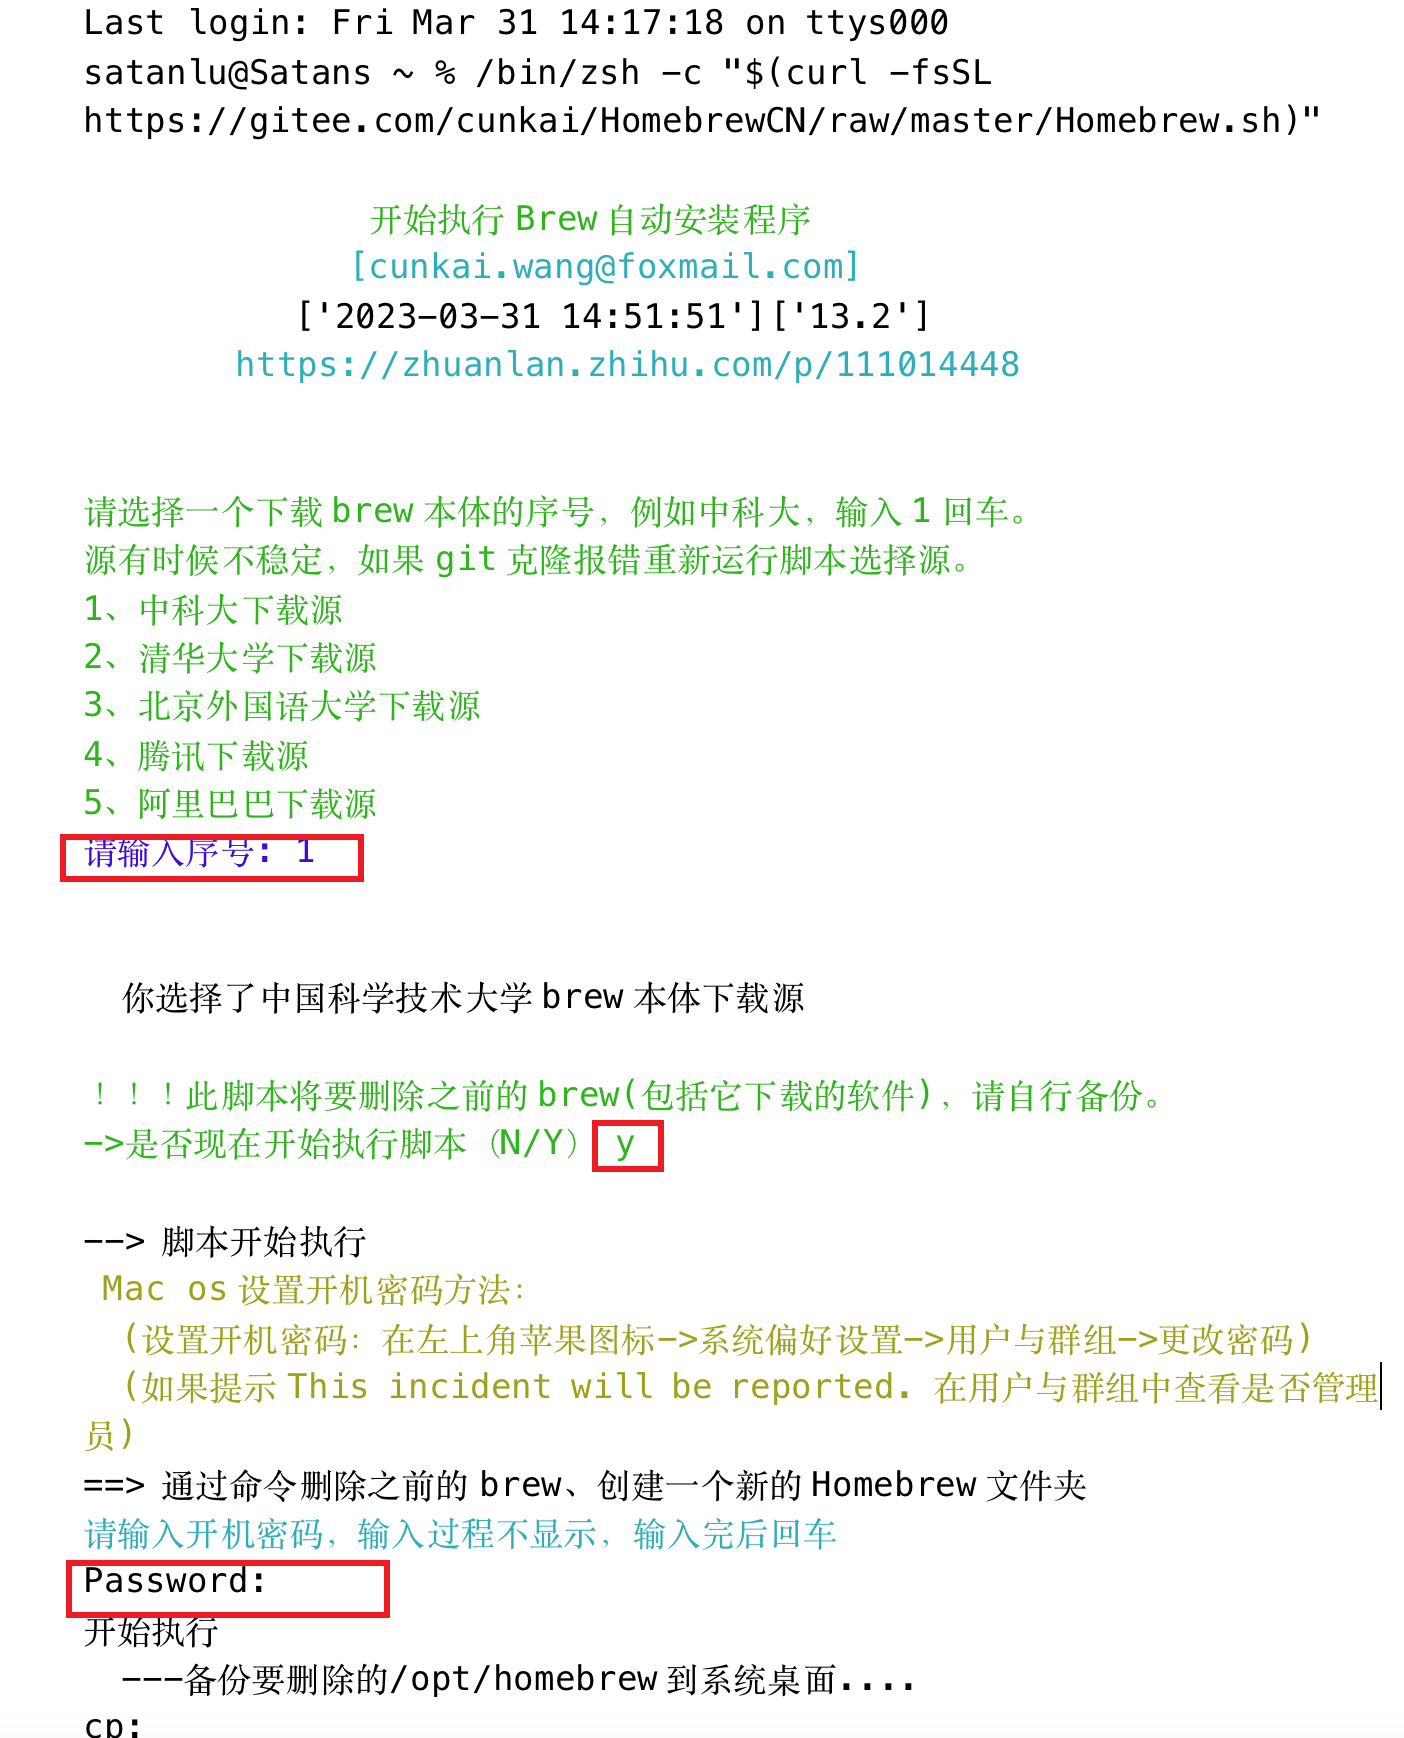 Last login: Fri Mar 31 14:17:18 on ttys000
satanlu@Satans ~ % /bin/zsh -c "$(curl -fsSL
https://gitee.com/cunkai/HomebrewCN/raw/master/Homebrew.sh)"
开始执行 Brew 自动安装程序
[cunkai.wang@foxmail.com]
['2023-03-31 14:51:51']['13.2']
https://zhuanlan.zhihu.com/p/111014448
请选择一个下载 brew 本体的序号，例如中科大，输入 1 回车。
源有时候不稳定，如果 git 克隆报错重新运行脚本选择源。
1、中科大下载源
2、清华大学下载源
3、北京外国语大学下载源
4、腾讯下载源
5、阿里巴巴下载源
请输入序号: 1
你选择了中国科学技术大学 brew 本体下载源
！！！此脚本将要删除之前的 brew(包括它下载的软件)，请自行备份。
->是否现在开始执行脚本（N/Y） y
--> 脚本开始执行
Mac os 设置开机密码方法：
(设置开机密码：在左上角苹果图标->系统偏好设置->用户与群组->更改密码)
(如果提示 This incident will be reported. 在用户与群组中查看是否管理
员)
==> 通过命令删除之前的 brew、创建一个新的 Homebrew 文件夹
请输入开机密码，输入过程不显示，输入完后回车
Password:
开始执行
---备份要删除的/opt/homebrew 到系统桌面....
cp: